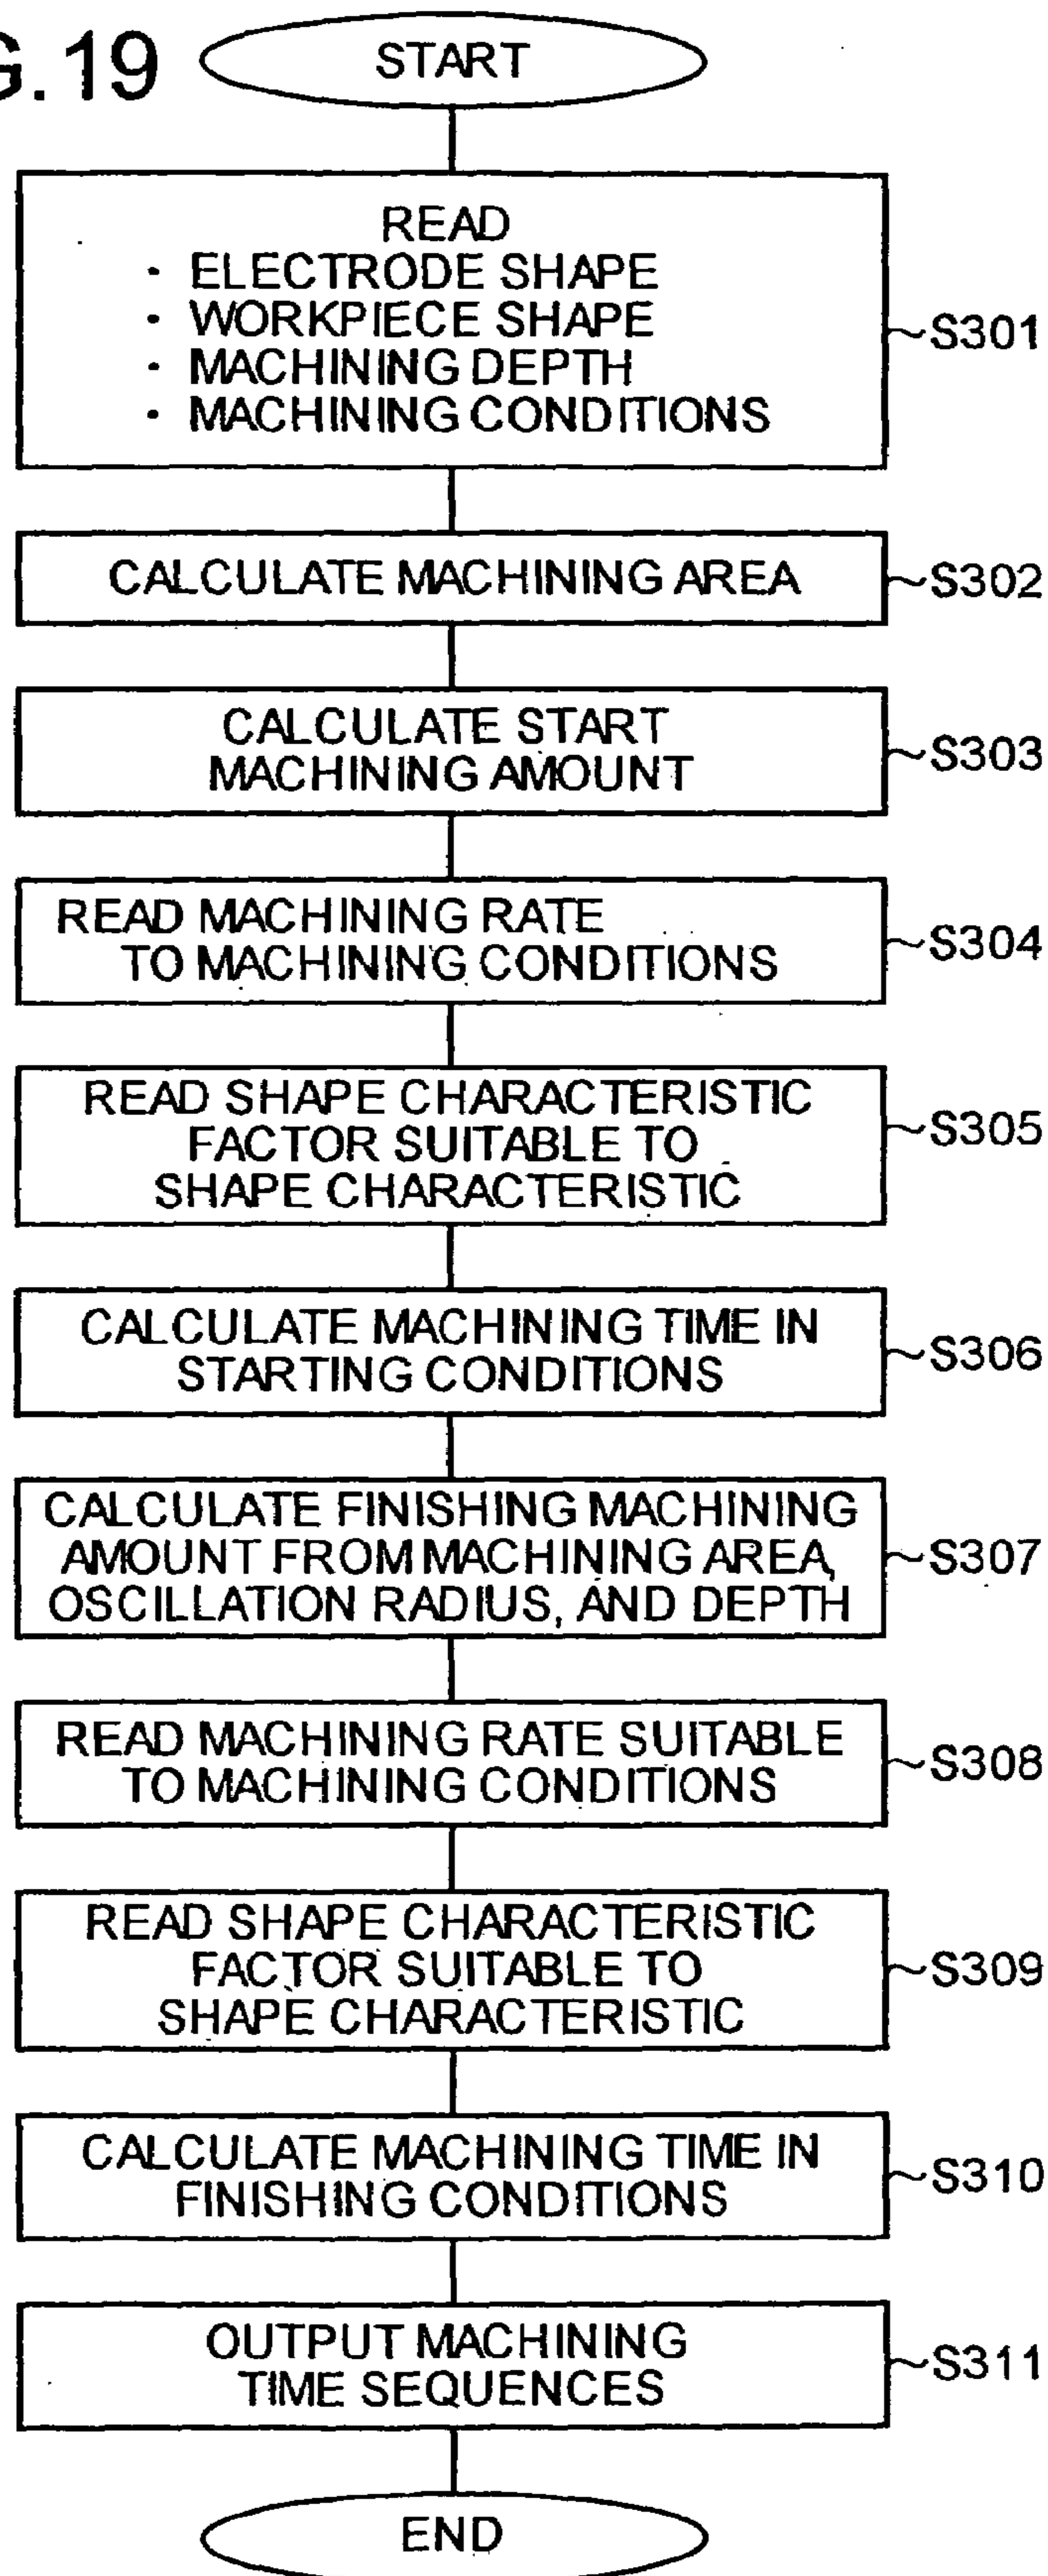 G.19
START
READ
· ELECTRODE SHAPE
· WORKPIECE SHAPE
· MACHINING DEPTH
· MACHINING CONDITIONS
S301
CALCULATE MACHINING AREA
S302
CALCULATE START
MACHINING AMOUNT
S303
READ MACHINING RATE
TO MACHINING CONDITIONS
S304
READ SHAPE CHARACTERISTIC
FACTOR SUITABLE TO
SHAPE CHARACTERISTIC
S305
CALCULATE MACHINING TIME IN
STARTING CONDITIONS
S306
CALCULATE FINISHING MACHINING
AMOUNT FROM MACHINING AREA,
OSCILLATION RADIUS, AND DEPTH
S307
READ MACHINING RATE SUITABLE
TO MACHINING CONDITIONS
S308
READ SHAPE CHARACTERISTIC
FACTOR SUITABLE TO
SHAPE CHARACTERISTIC
S309
CALCULATE MACHINING TIME IN
FINISHING CONDITIONS
S310
OUTPUT MACHINING
TIME SEQUENCES
S311
END